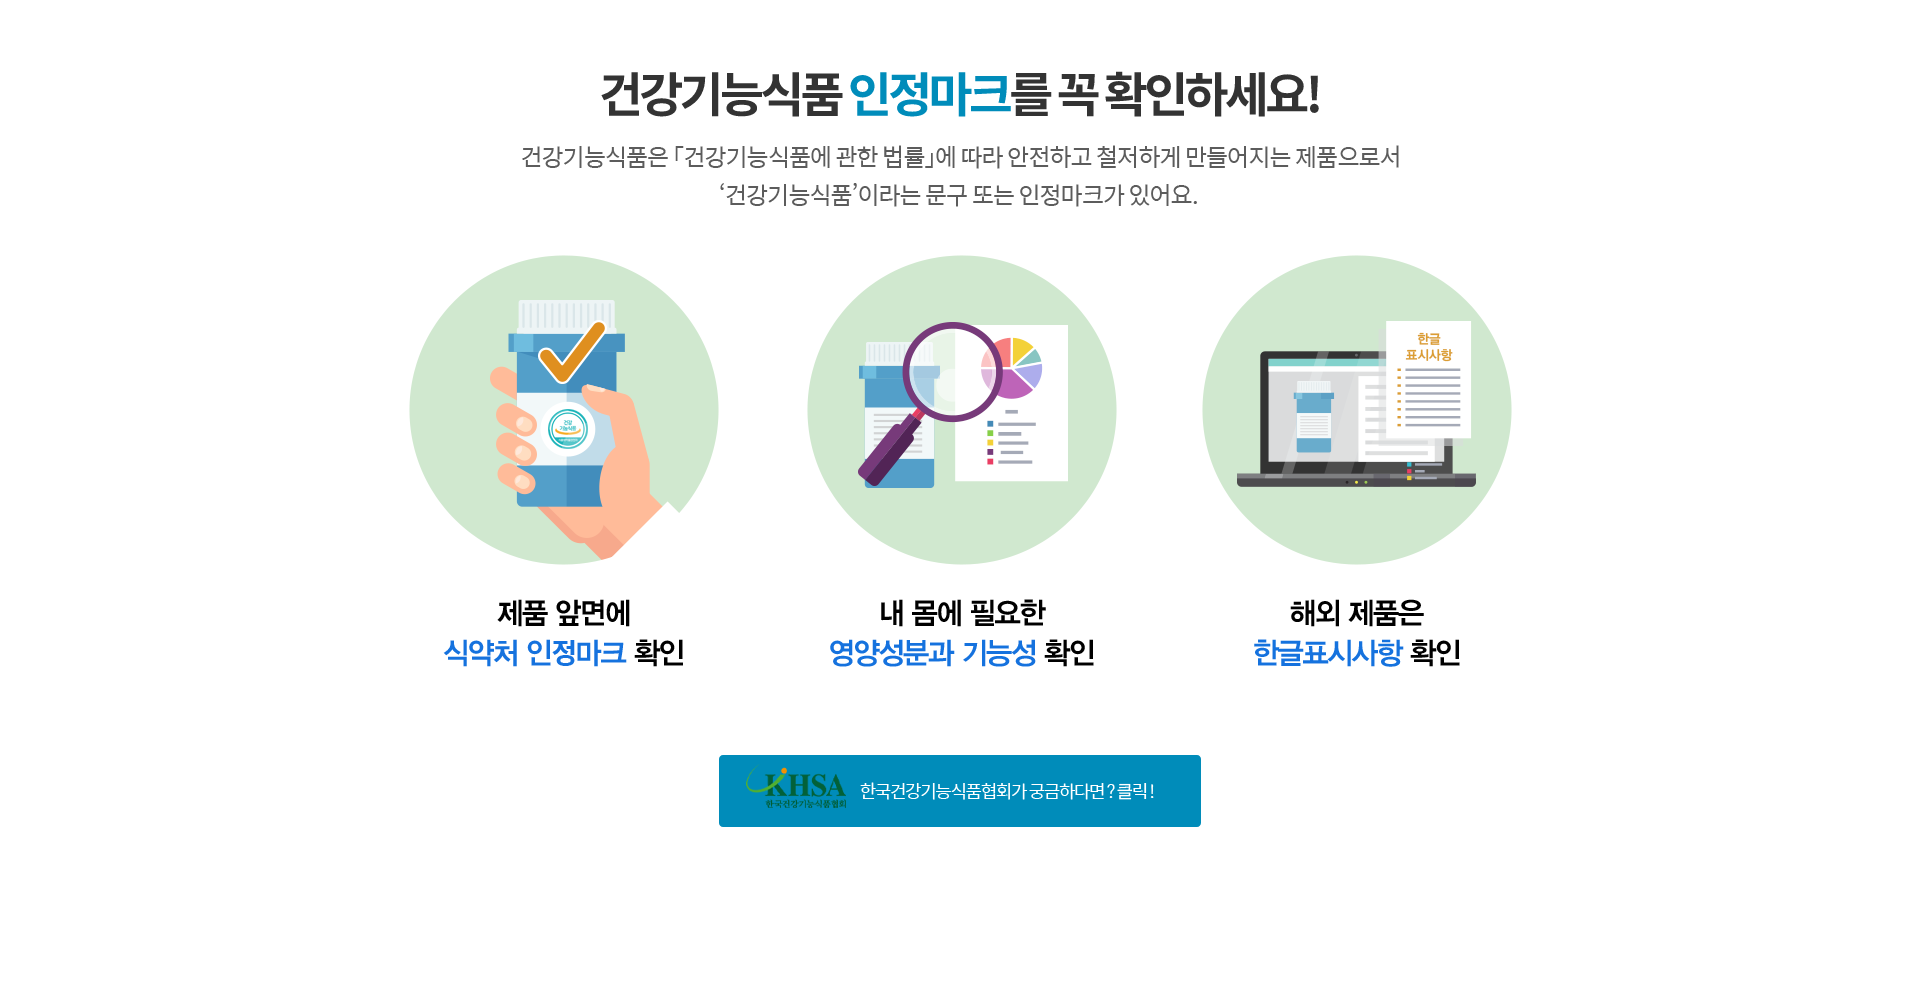 건강기능식품 인정마크를 꼭 확인하세요!
건강기능식품은 「건강기능식품에 관한 법률」에 따라 안전하고 철저하게 만들어지는 제품으로서
‘건강기능식품’이라는 문구 또는 인정마크가 있어요.
건강
기능식품
한글
표시사항
제품 앞면에
식약처 인정마크 확인
내 몸에 필요한
영양성분과 기능성 확인
해외 제품은
한글표시사항 확인
KHSA
한국건강기능식품협회
한국건강기능식품협회가 궁금하다면? 클릭!